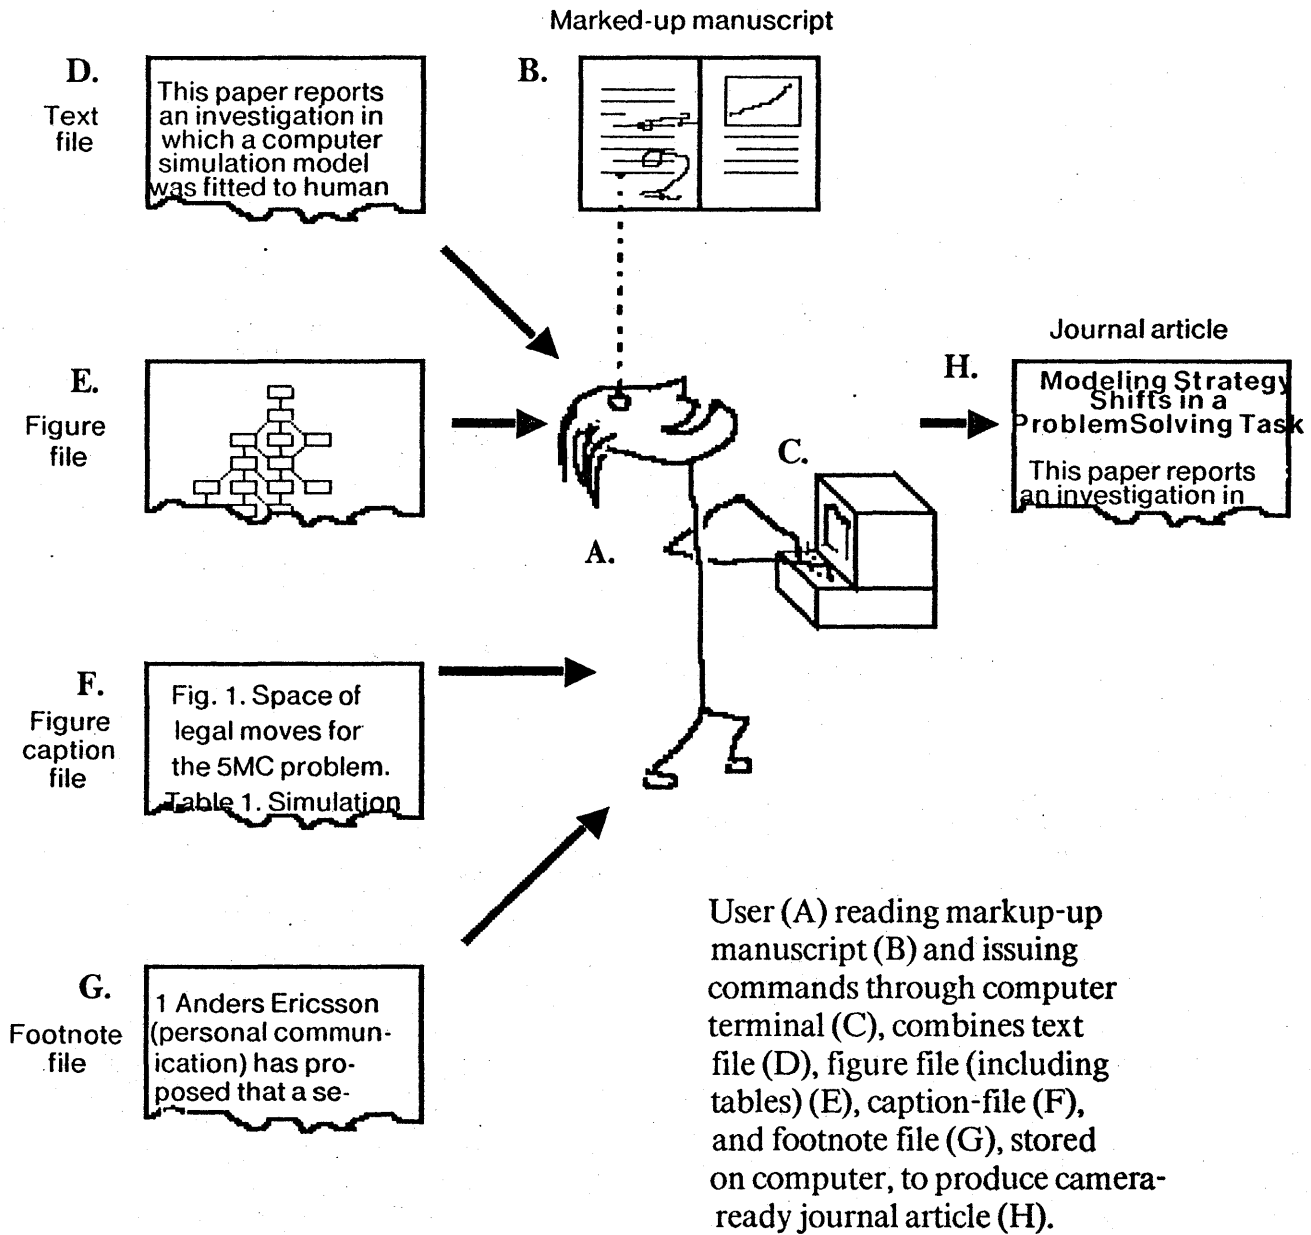 Marked-up manuscript
D.
Text
file
This paper reports
an investigation in
which a computer
simulation model
was fitted to human
B.
E.
Figure
file
A.
C.
Journal article
H.
Modeling Strategy
Shifts in a
ProblemSolving Task
This paper reports
an investigation in
F.
Figure
caption
file
Fig. 1. Space of
legal moves for
the 5MC problem.
Table 1. Simulation
G.
Footnote
file
1 Anders Ericsson
(personal commun-
ication) has pro-
posed that a se-
User (A) reading markup-up
manuscript (B) and issuing
commands through computer
terminal (C), combines text
file (D), figure file (including
tables) (E), caption-file (F),
and footnote file (G), stored
on computer, to produce camera-
ready journal article (H).